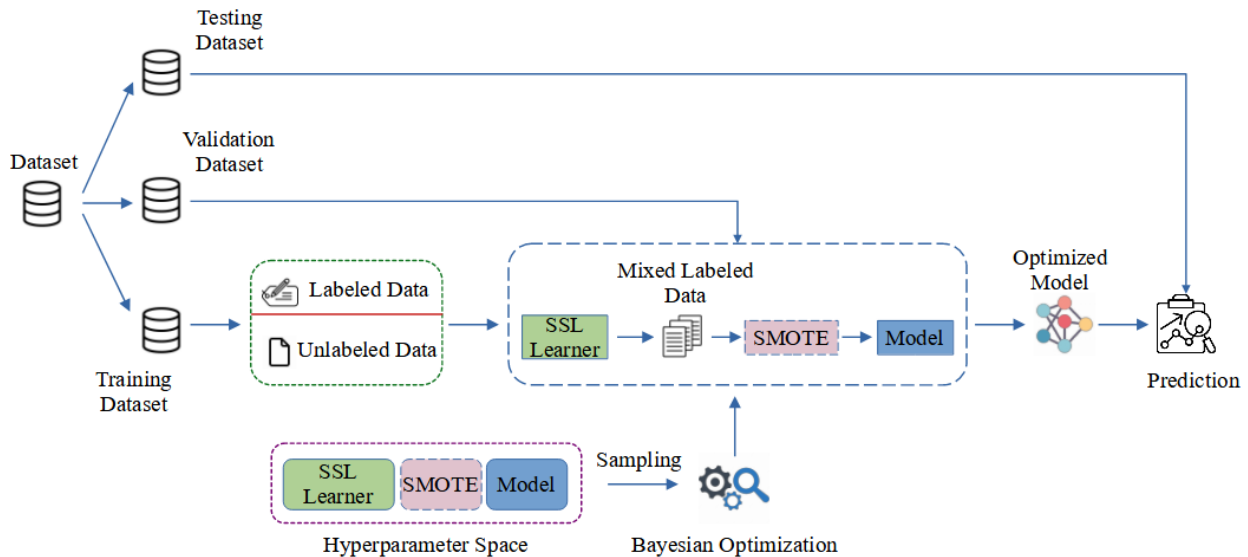 Testing
Dataset
Validation
Dataset
Dataset
Training
Dataset
Labeled Data
Unlabeled Data
Mixed Labeled
Data
SSL
Learner
SMOTE
Model
Optimized
Model
Prediction
SSL
Learner
SMOTE
Model
Sampling
Hyperparameter Space
Bayesian Optimization